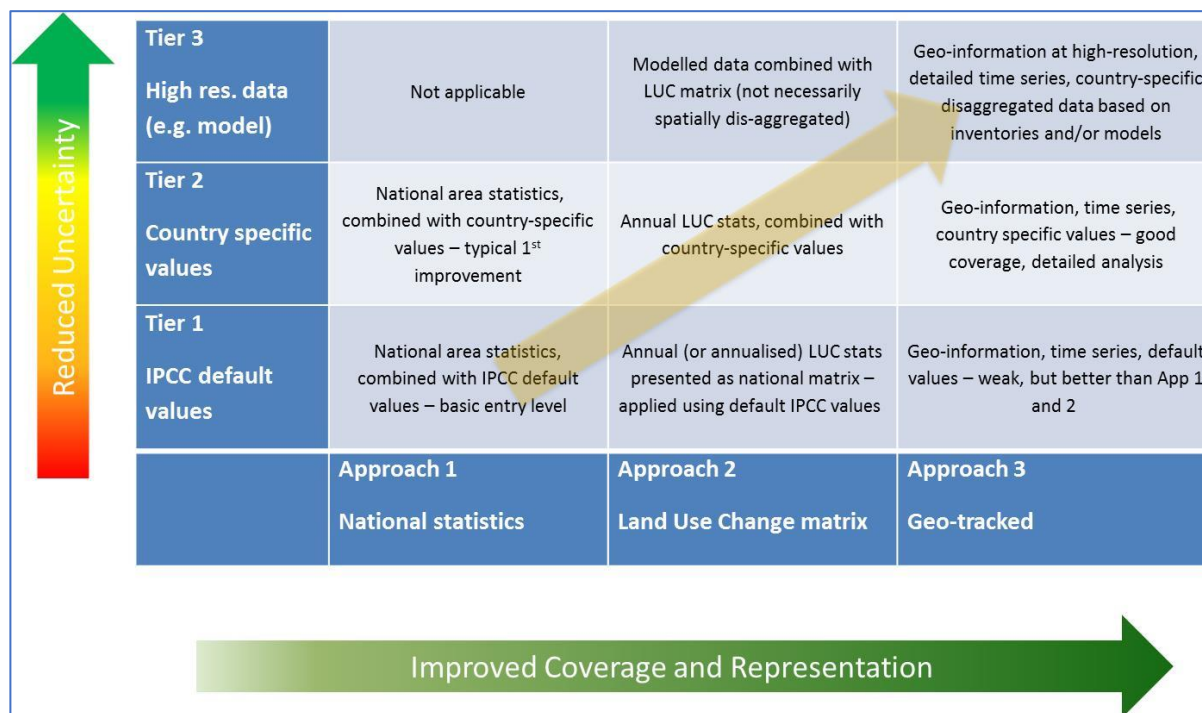 Reduced Uncertainty
Tier 3
High res. data
(e.g. model)
Not applicable
Modelled data combined with
LUC matrix (not necessarily
spatially dis-aggregated)
Geo-information at high-resolution,
detailed time series, country-specific
disaggregated data based on
inventories and/or models
Tier 2
Country specific
values
National area statistics,
combined with country-specific
values – typical 1st
improvement
Annual LUC stats, combined with
country-specific values
Geo-information, time series,
country specific values – good
coverage, detailed analysis
Tier 1
IPCC default
values
National area statistics,
combined with IPCC default
values – basic entry level
Annual (or annualised) LUC stats
presented as national matrix –
applied using default IPCC values
Geo-information, time series, default
values – weak, but better than App 1
and 2
Approach 1
National statistics
Approach 2
Land Use Change matrix
Approach 3
Geo-tracked
Improved Coverage and Representation